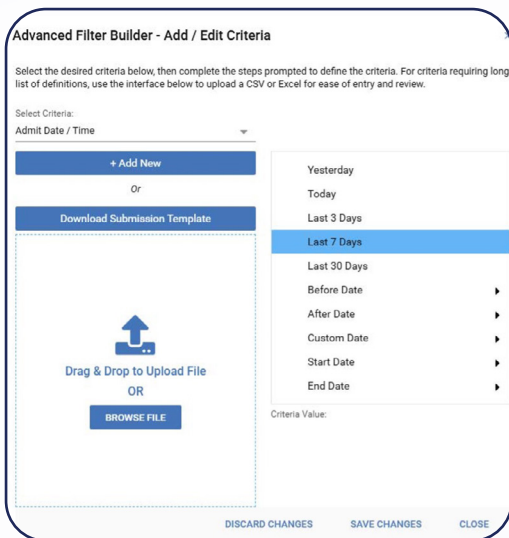 Advanced Filter Builder - Add / Edit Criteria
Select the desired criteria below, then complete the steps prompted to define the criteria. For criteria requiring long
list of definitions, use the interface below to upload a CSV or Excel for ease of entry and review.
Select Criteria:
Admit Date / Time
+ Add New
Or
Download Submission Template
Drag & Drop to Upload File
OR
BROWSE FILE
Yesterday
Today
Last 3 Days
Last 7 Days
Last 30 Days
Before Date
After Date
Custom Date
Start Date
End Date
Criteria Value:
DISCARD CHANGES
SAVE CHANGES
CLOSE